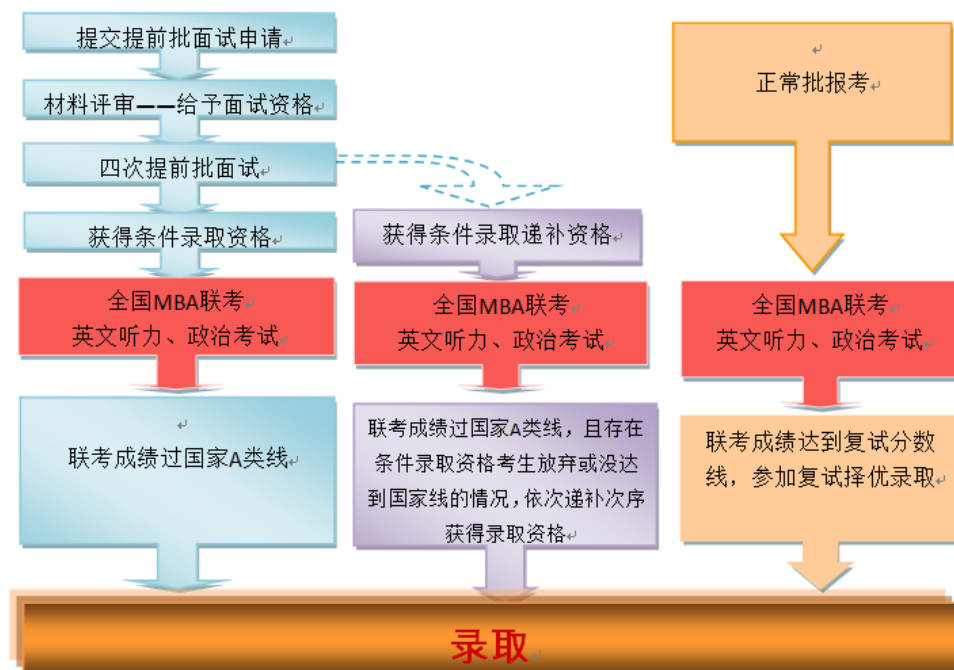 提交提前批面试申请
材料评审——给予面试资格
四次提前批面试
获得条件录取资格
全国MBA联考
英文听力、政治考试
联考成绩过国家A类线
获得条件录取递补资格
全国MBA联考
英文听力、政治考试
联考成绩过国家A类线，且存在
条件录取资格考生放弃或没达
到国家线的情况，依次递补次序
获得录取资格
正常批报考
全国MBA联考
英文听力、政治考试
联考成绩达到复试分数
线，参加复试择优录取
录取